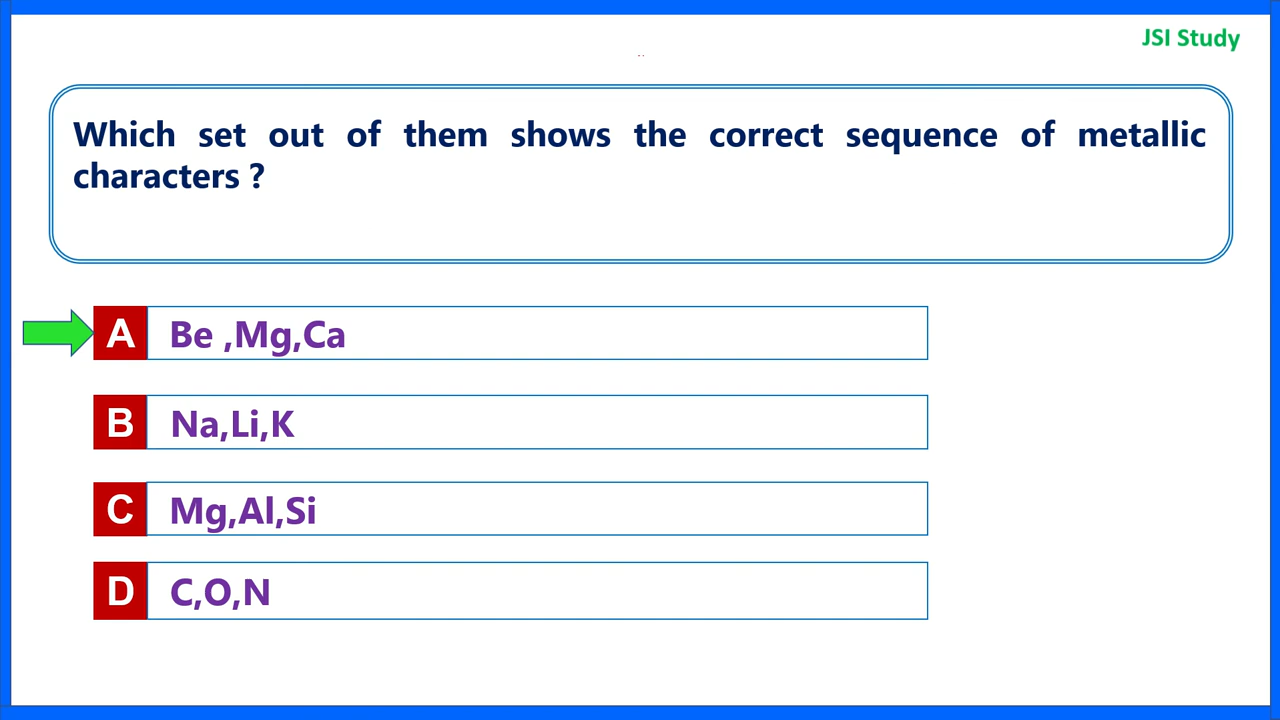 JSI Study
Which set out of them shows the correct sequence of metallic
characters ?
A Be ,Mg,Ca
B Na,Li,K
C Mg,Al,Si
D C,O,N